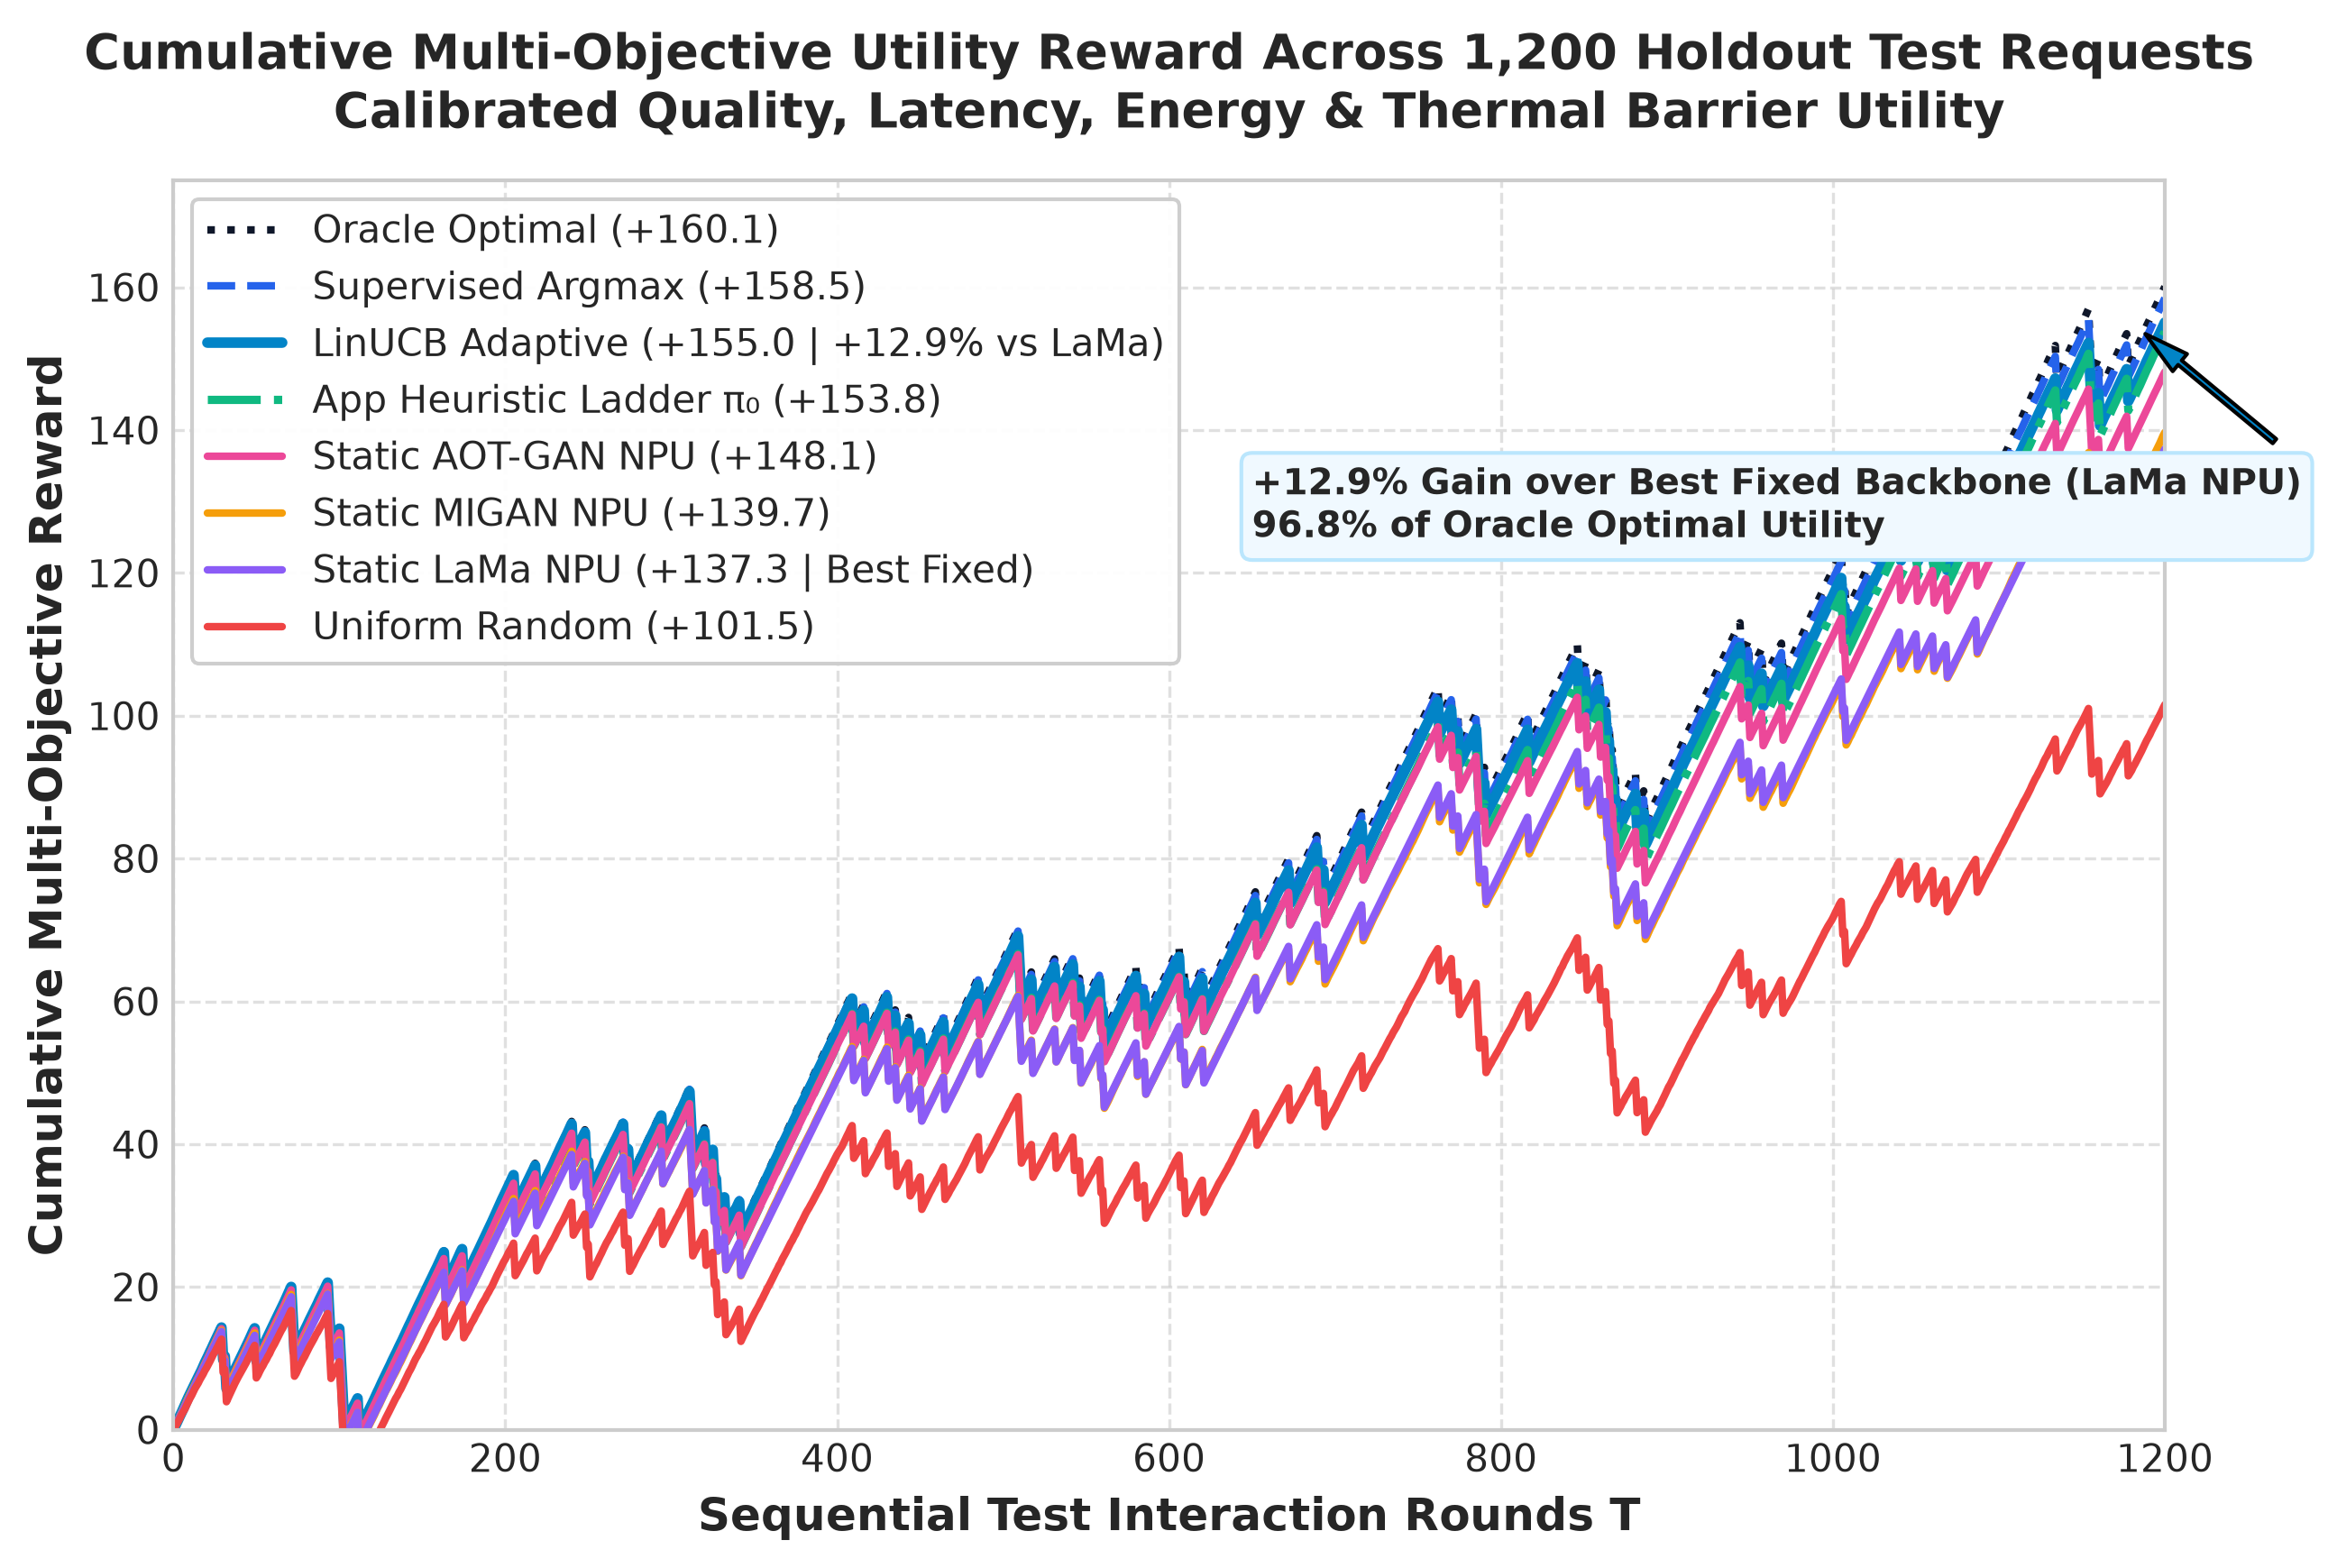 Cumulative Multi-Objective Utility Reward Across 1,200 Holdout Test Requests
Calibrated Quality, Latency, Energy & Thermal Barrier Utility
Cumulative Multi-Objective Reward
160
140
120
100
80
60
40
20
0
Oracle Optimal (+160.1)
Supervised Argmax (+158.5)
LinUCB Adaptive (+155.0 | +12.9% vs LaMa)
App Heuristic Ladder π₀ (+153.8)
Static AOT-GAN NPU (+148.1)
Static MIGAN NPU (+139.7)
Static LaMa NPU (+137.3 | Best Fixed)
Uniform Random (+101.5)
+12.9% Gain over Best Fixed Backbone (LaMa NPU)
96.8% of Oracle Optimal Utility
0 200 400 600 800 1000 1200
Sequential Test Interaction Rounds T